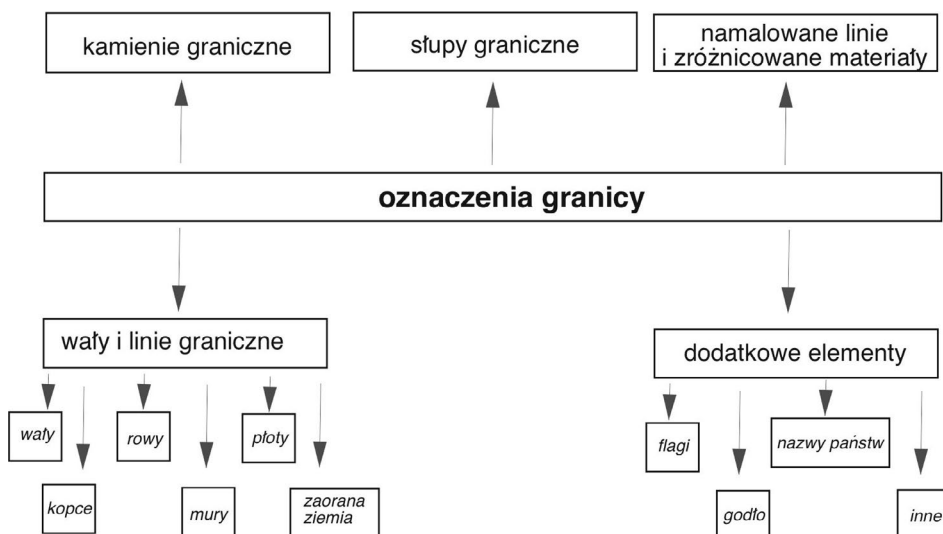 kamienie graniczne
słupy graniczne
namalowane linie
i zróżnicowane materiały
oznaczenia granicy
wały i linie graniczne
dodatkowe elementy
wały
rowy
płoty
kopce
mury
zaorana
ziemia
flagi
nazwy państw
godło
inne